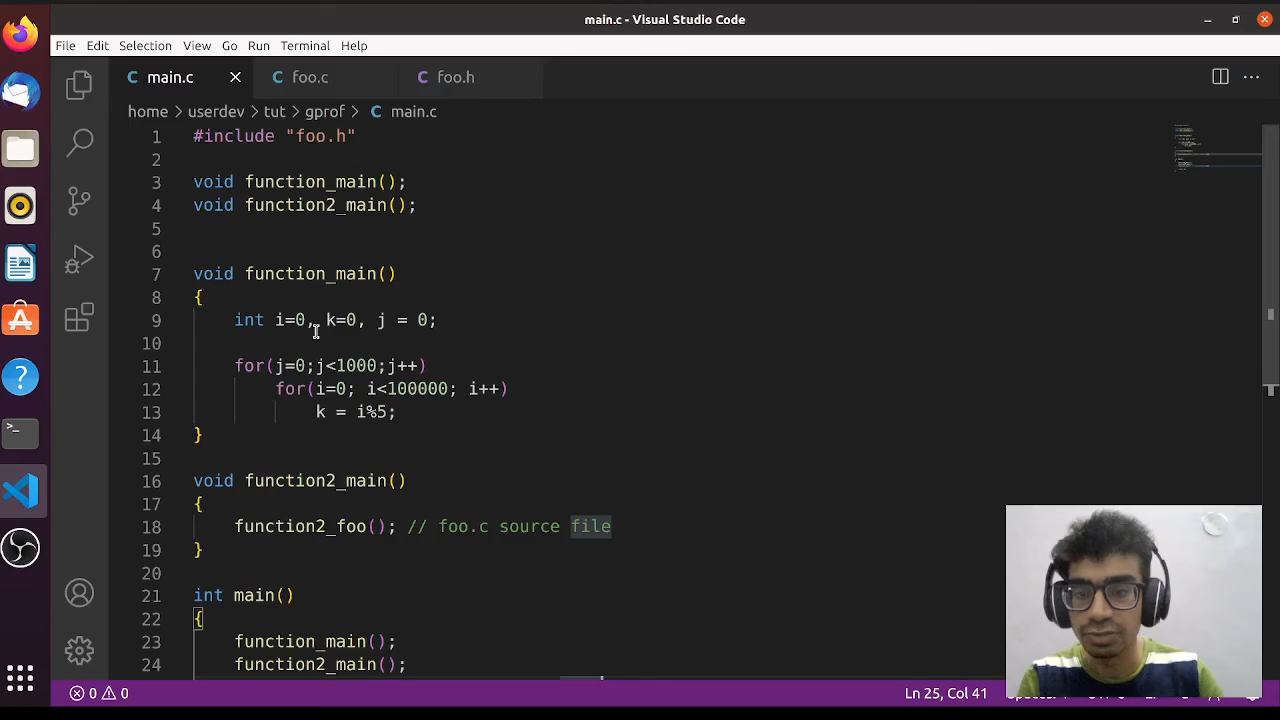 main.c - Visual Studio Code
File Edit Selection View Go Run Terminal Help
main.c foo.c foo.h
home > userdev > tut > gprof > main.c
1 #include "foo.h"
2
3 void function_main();
4 void function2_main();
5
6
7 void function_main()
8 {
9 int i=0, k=0, j = 0;
10
11 for(j=0;j<1000;j++)
12 for(i=0; i<100000; i++)
13 k = i%5;
14 }
15
16 void function2_main()
17 {
18 function2_foo(); // foo.c source file
19 }
20
21 int main()
22 {
23 function_main();
24 function2_main();
0 0 Ln 25, Col 41